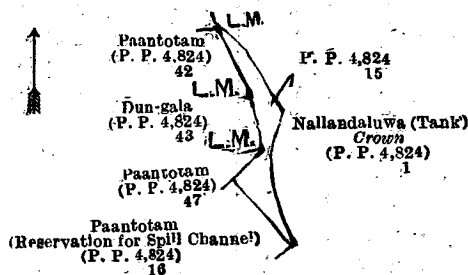 L.M.
Paantotam
(P. P. 4,824)
42
P. P. 4,824
15
L.M.
Dun-gala
(P. P. 4,824)
43
Nallandaluwa (Tank)
Crown
(P. P. 4,824)
1
L.M.
Paantotam
(P. P. 4,824)
47
Paantotam
(Reservation for Spill Channel)
(P. P. 4,824)
16